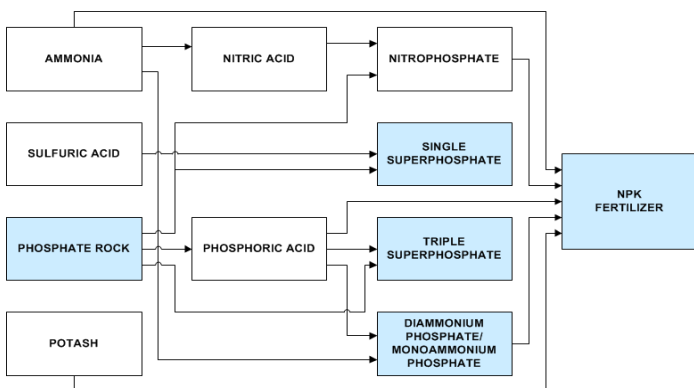 AMMONIA
NITRIC ACID
NITROPHOSPHATE
SULFURIC ACID
SINGLE
SUPERPHOSPHATE
NPK
FERTILIZER
PHOSPHATE ROCK
PHOSPHORIC ACID
TRIPLE
SUPERPHOSPHATE
POTASH
DIAMMONIUM
PHOSPHATE/
MONOAMMONIUM
PHOSPHATE